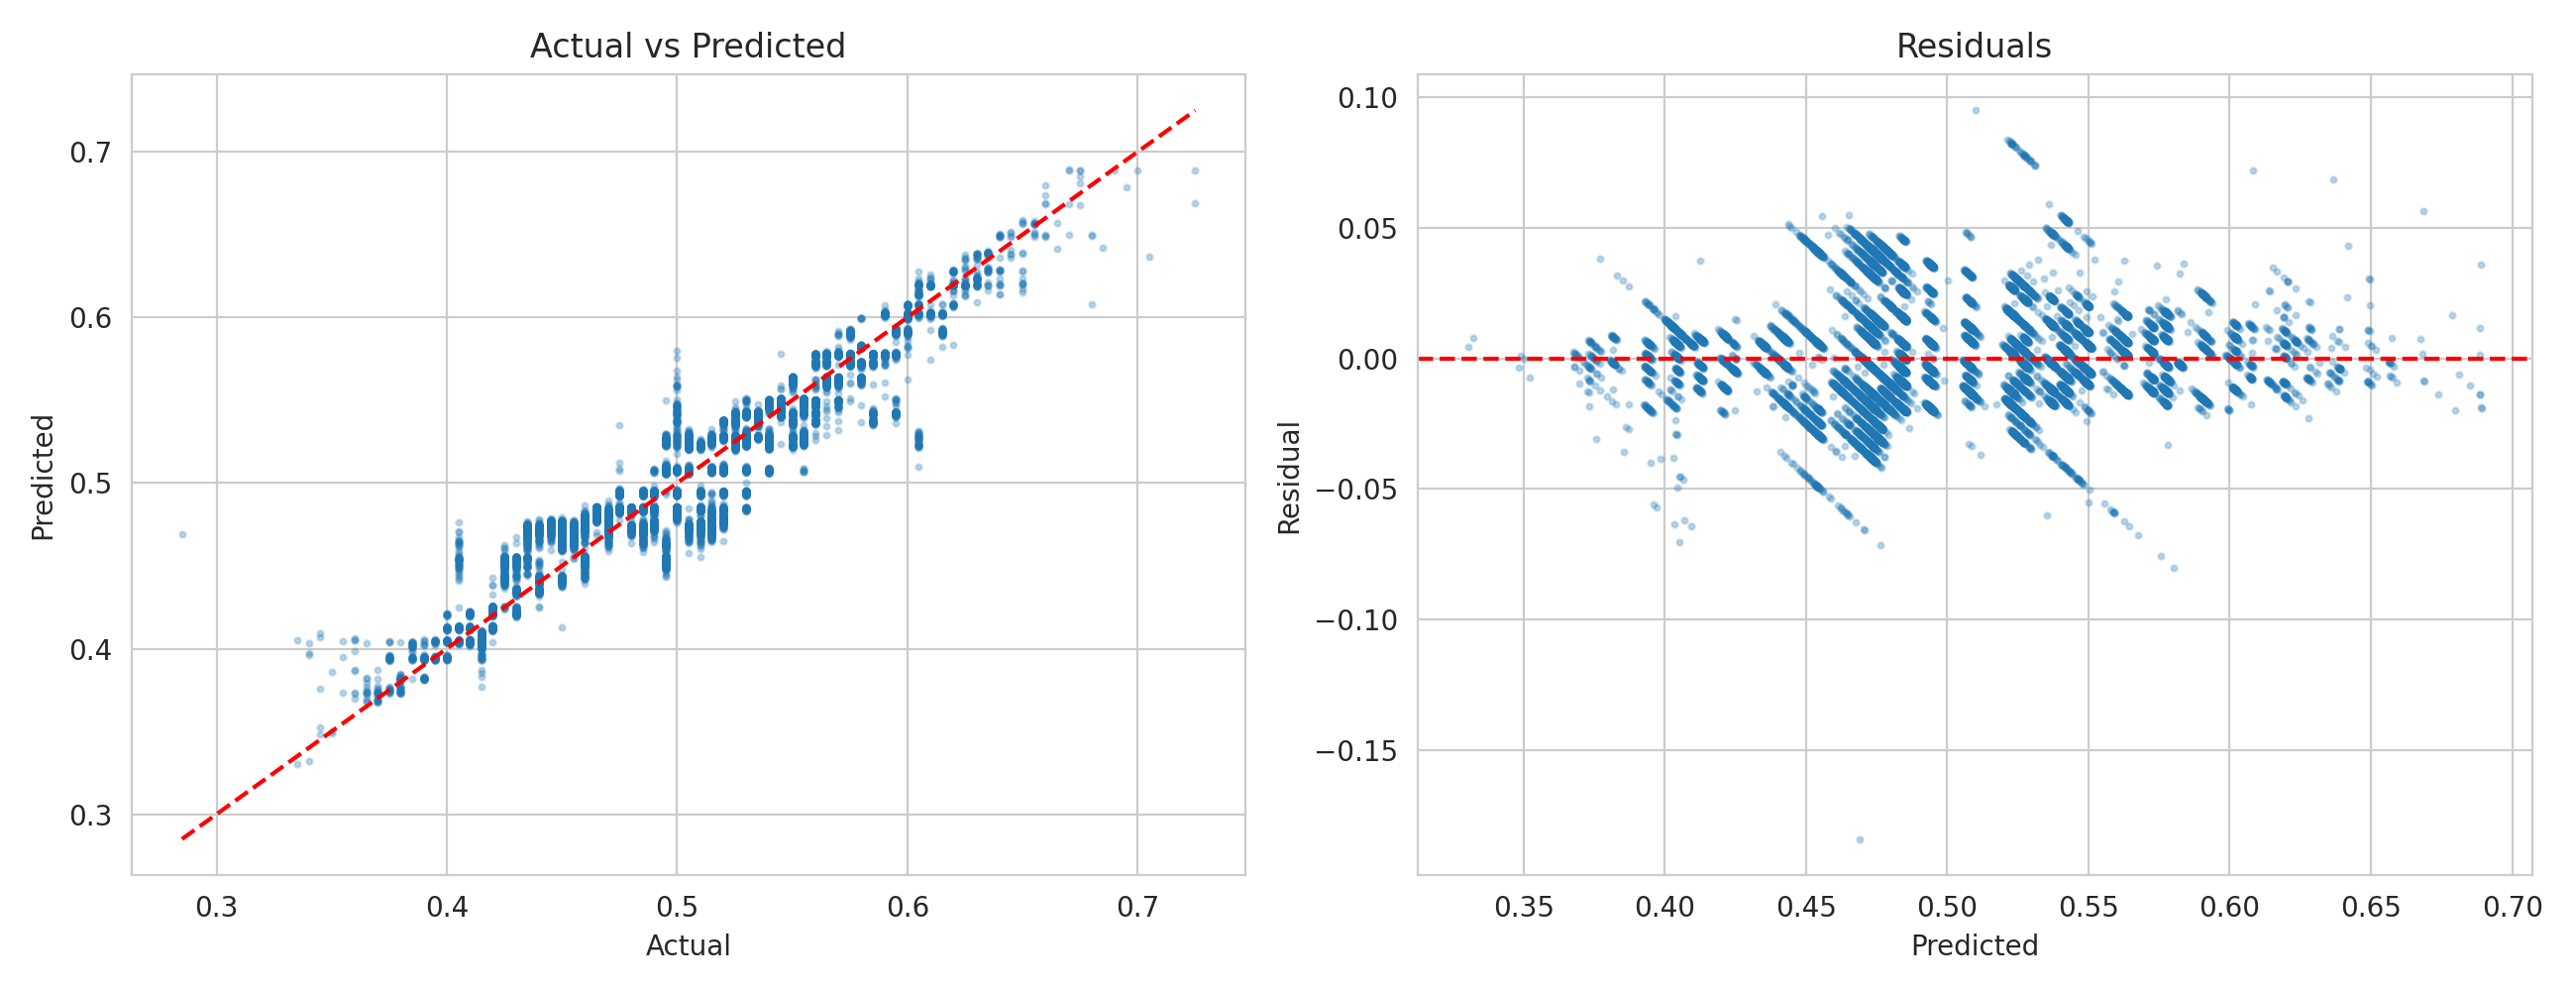 Actual vs Predicted
0.7
0.6
0.5
0.4
0.3
Predicted
0.3 0.4 0.5 0.6 0.7
Actual
Residuals
0.10
0.05
0.00
−0.05
−0.10
−0.15
Residual
0.35 0.40 0.45 0.50 0.55 0.60 0.65 0.70
Predicted